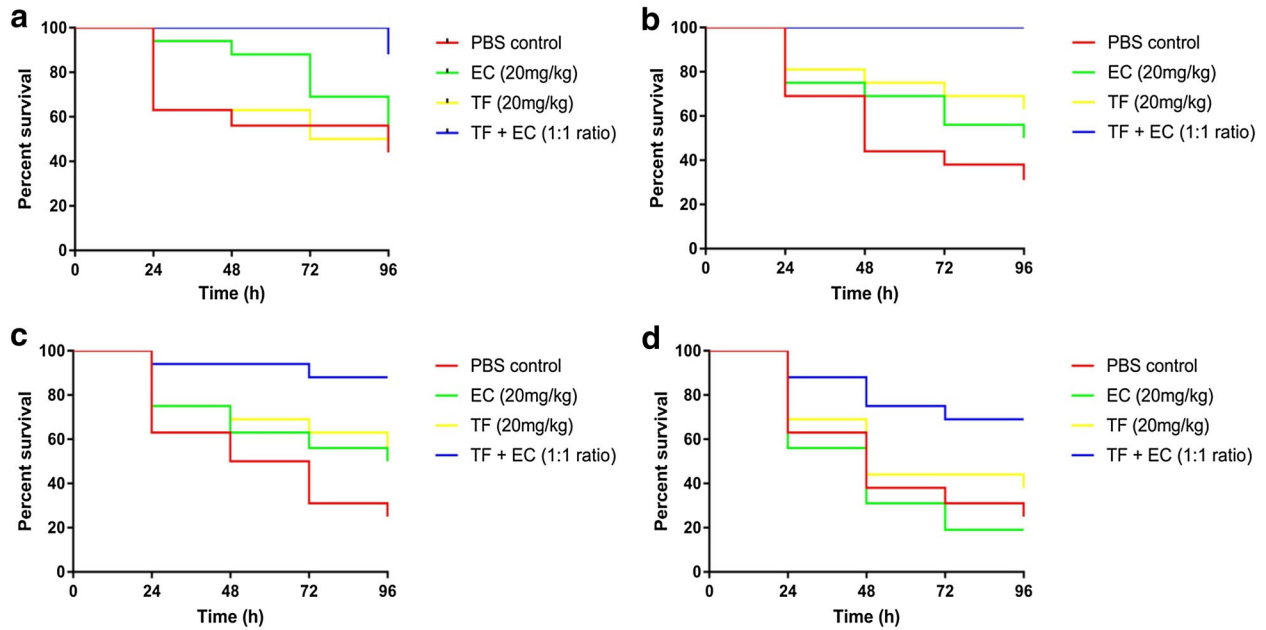 a
100
80
60
40
20
0
Percent survival
0 24 48 72 96
Time (h)
PBS control
EC (20mg/kg)
TF (20mg/kg)
TF + EC (1:1 ratio)
b
100
80
60
40
20
0
Percent survival
0 24 48 72 96
Time (h)
PBS control
EC (20mg/kg)
TF (20mg/kg)
TF + EC (1:1 ratio)
c
100
80
60
40
20
0
Percent survival
0 24 48 72 96
Time (h)
PBS control
EC (20mg/kg)
TF (20mg/kg)
TF + EC (1:1 ratio)
d
100
80
60
40
20
0
Percent survival
0 24 48 72 96
Time (h)
PBS control
EC (20mg/kg)
TF (20mg/kg)
TF + EC (1:1 ratio)